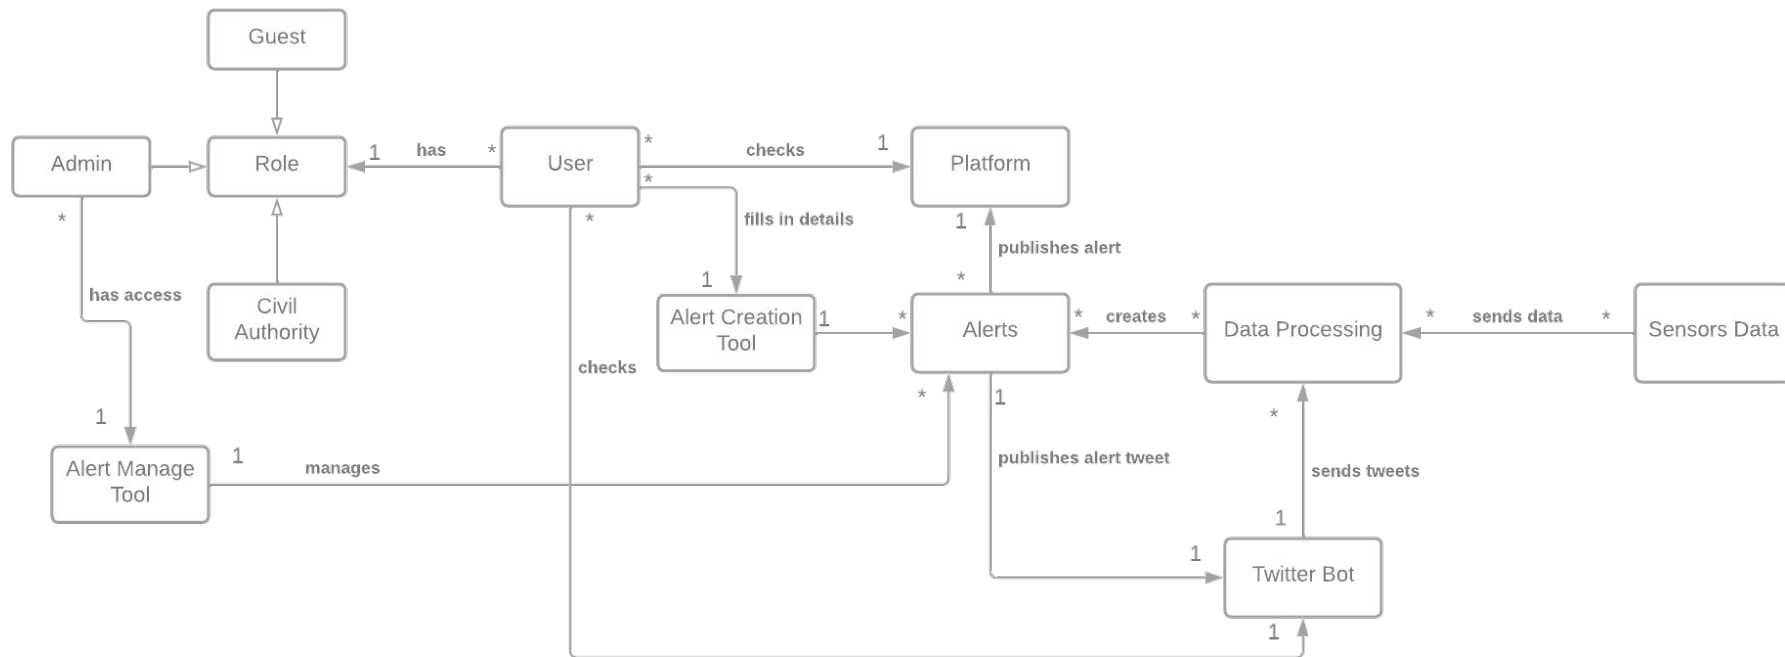 Guest
Admin
Role
1
has
*
User
*
checks
1
Platform
*
*
*
fills in details
1
publishes alert
has access
Civil
Authority
1
*
Alert Creation
Tool
1
*
Alerts
*
creates
*
Data Processing
*
sends data
*
Sensors Data
checks
1
*
1
*
Alert Manage
Tool
1
manages
publishes alert tweet
sends tweets
1
1
Twitter Bot
1